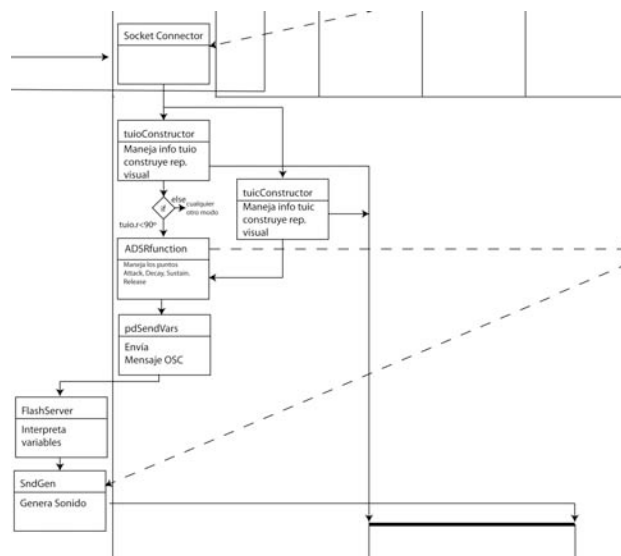 Socket Connector
tuioConstructor
Maneja info tuio
construye rep.
visual
if
else
cualquier
otro modo
tuio.r<90º
tuicConstructor
Maneja info tuic
construye rep.
visual
ADSRfunction
Maneja los puntos
Attack, Decay, Sustain,
Release
pdSendVars
Envía
Mensaje OSC
FlashServer
Interpreta
variables
SndGen
Genera Sonido